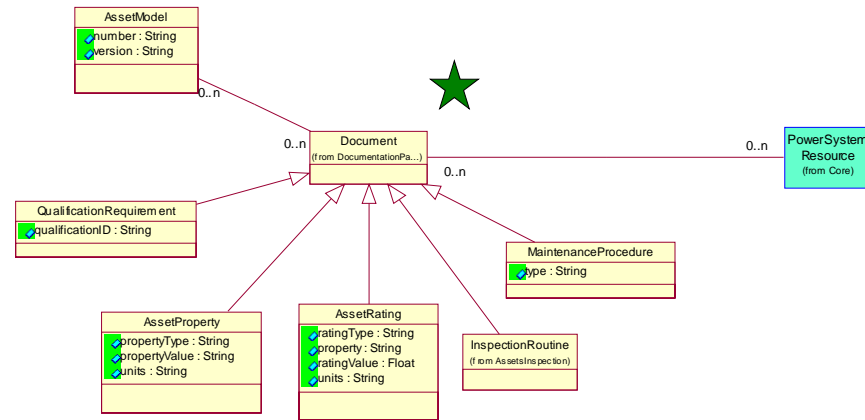 AssetModel
number : String
version : String
0..n
0..n
Document
(from DocumentationPa...)
0..n
0..n
PowerSystem
Resource
(from Core)
QualificationRequirement
qualificationID : String
MaintenanceProcedure
type : String
AssetProperty
propertyType : String
propertyValue : String
units : String
AssetRating
ratingType : String
property : String
ratingValue : Float
units : String
InspectionRoutine
(from AssetsInspection)